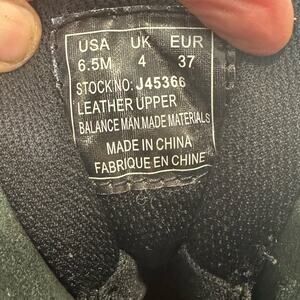 USA UK EUR
6.5M 4 37
STOCK NO: J45366
LEATHER UPPER
BALANCE MAN MADE MATERIALS
MADE IN CHINA
FABRIQUE EN CHINE